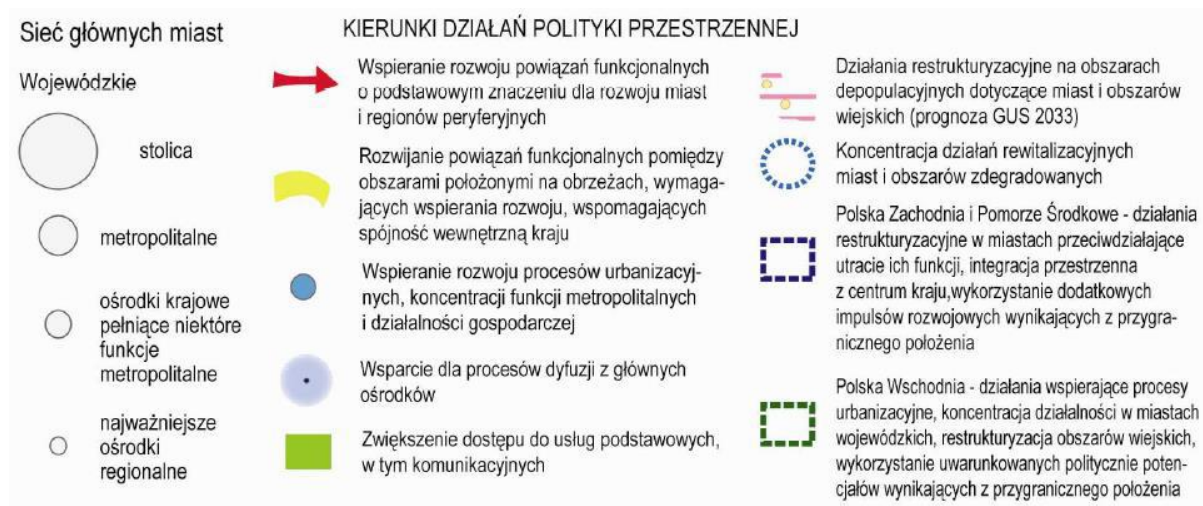 Sieć głównych miast
Wojewódzkie
stolica
metropolitalne
ośrodki krajowe
pełniące niektóre
funkcje
metropolitalne
najważniejsze
ośrodki
regionalne
KIERUNKI DZIAŁAŃ POLITYKI PRZESTRZENNEJ
Wspieranie rozwoju powiązań funkcjonalnych
o podstawowym znaczeniu dla rozwoju miast
i regionów peryferyjnych
Rozwijanie powiązań funkcjonalnych pomiędzy
obszarami położonymi na obrzeżach, wymaga-
jących wspierania rozwoju, wspomagających
spójność wewnętrzną kraju
Wspieranie rozwoju procesów urbanizacyj-
nych, koncentracji funkcji metropolitalnych
i działalności gospodarczej
Wsparcie dla procesów dyfuzji z głównych
ośrodków
Zwiększenie dostępu do usług podstawowych,
w tym komunikacyjnych
Działania restrukturyzacyjne na obszarach
depopulacyjnych dotyczące miast i obszarów
wiejskich (prognoza GUS 2033)
Koncentracja działań rewitalizacyjnych
miast i obszarów zdegradowanych
Polska Zachodnia i Pomorze Środkowe - działania
restrukturyzacyjne w miastach przeciwdziałające
utracie ich funkcji, integracja przestrzenna
z centrum kraju,wykorzystanie dodatkowych
impulsów rozwojowych wynikających z przygra-
nicznego położenia
Polska Wschodnia - działania wspierające procesy
urbanizacyjne, koncentracja działalności w miastach
wojewódzkich, restrukturyzacja obszarów wiejskich,
wykorzystanie uwarunkowanych politycznie poten-
cjałów wynikających z przygranicznego położenia